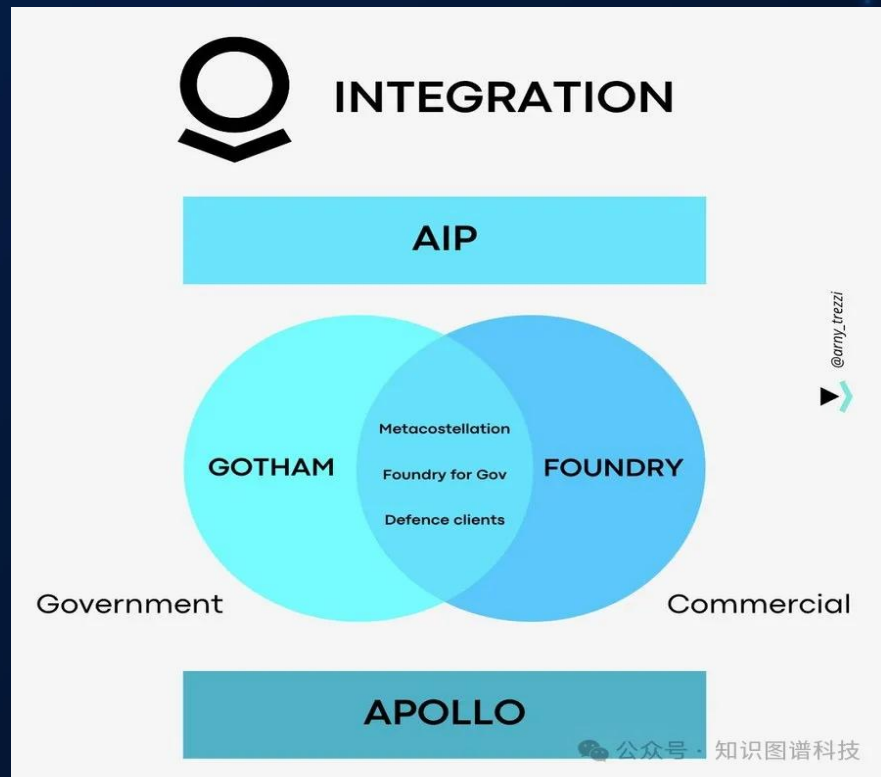 INTEGRATION
AIP
@arny_trezzi
Metacostellation
GOTHAM
Foundry for Gov
FOUNDRY
Defence clients
Government
Commercial
APOLLO
公众号 · 知识图谱科技